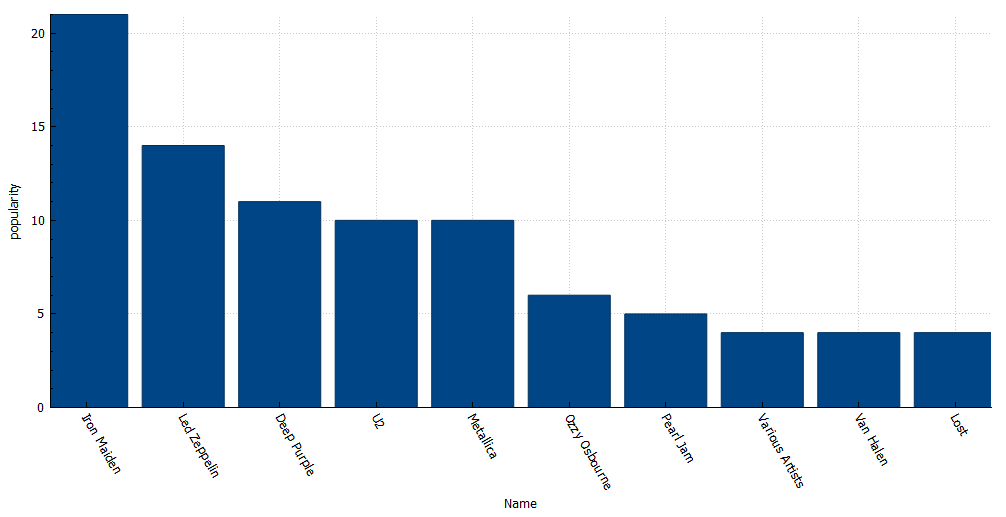 20
15
10
5
0
popularity
Iron Maiden
Led Zeppelin
Deep Purple
U2
Metallica
Ozzy Osbourne
Pearl Jam
Various Artists
Van Halen
Lost
Name